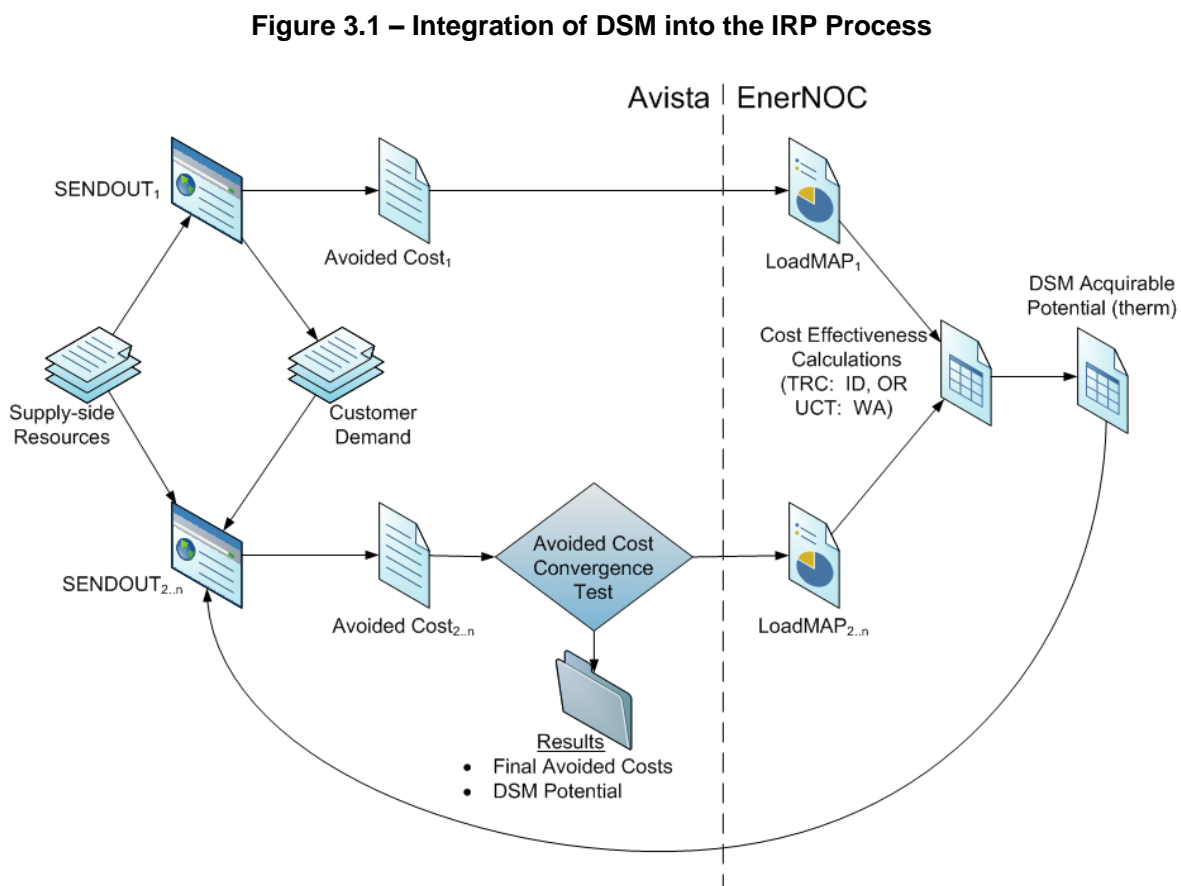 Figure 3.1 – Integration of DSM into the IRP Process
Avista
EnerNOC
SENDOUT₁
Avoided Cost₁
LoadMAP₁
DSM Acquirable
Potential (therm)
Cost Effectiveness
Calculations
(TRC: ID, OR
UCT: WA)
Supply-side
Resources
Customer
Demand
SENDOUT₂..ₙ
Avoided Cost₂..ₙ
Avoided Cost
Convergence
Test
LoadMAP₂..ₙ
Results
• Final Avoided Costs
• DSM Potential